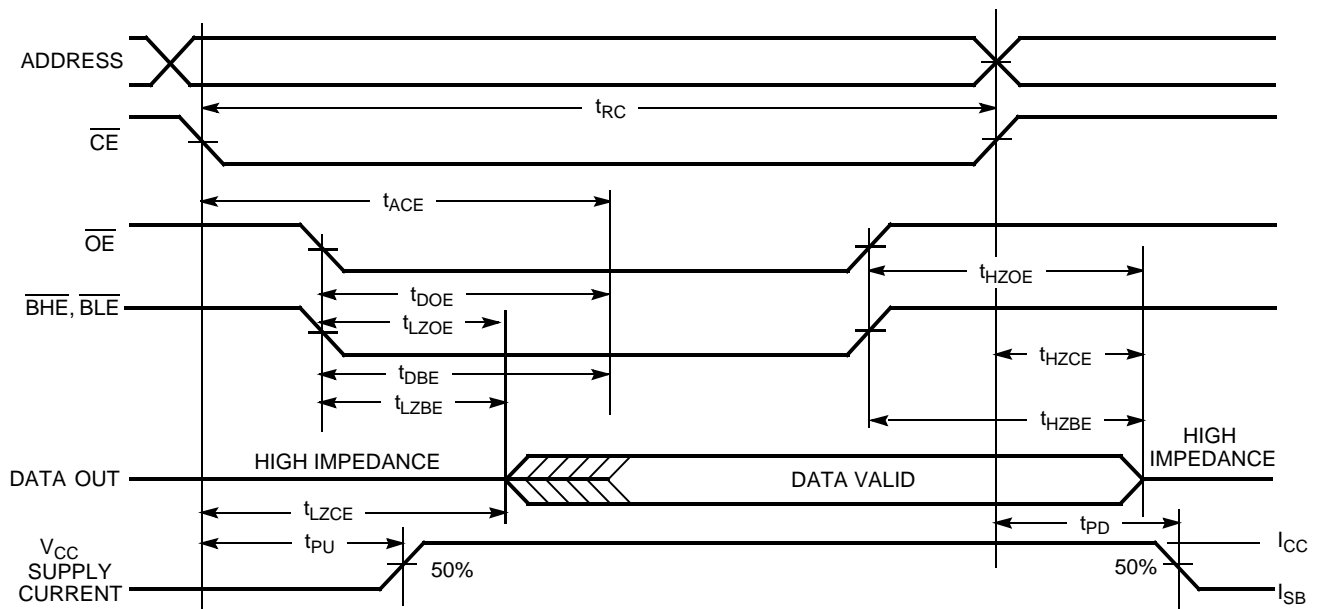 ADDRESS
tRC
CE
tACE
OE
tHZOE
tDOE
BHE, BLE
tLZOE
tHZCE
tDBE
tLZBE
tHZBE
HIGH IMPEDANCE
HIGH
IMPEDANCE
DATA OUT
DATA VALID
tLZCE
tPD
tPU
VCC
SUPPLY
CURRENT
50%
50%
ICC
ISB